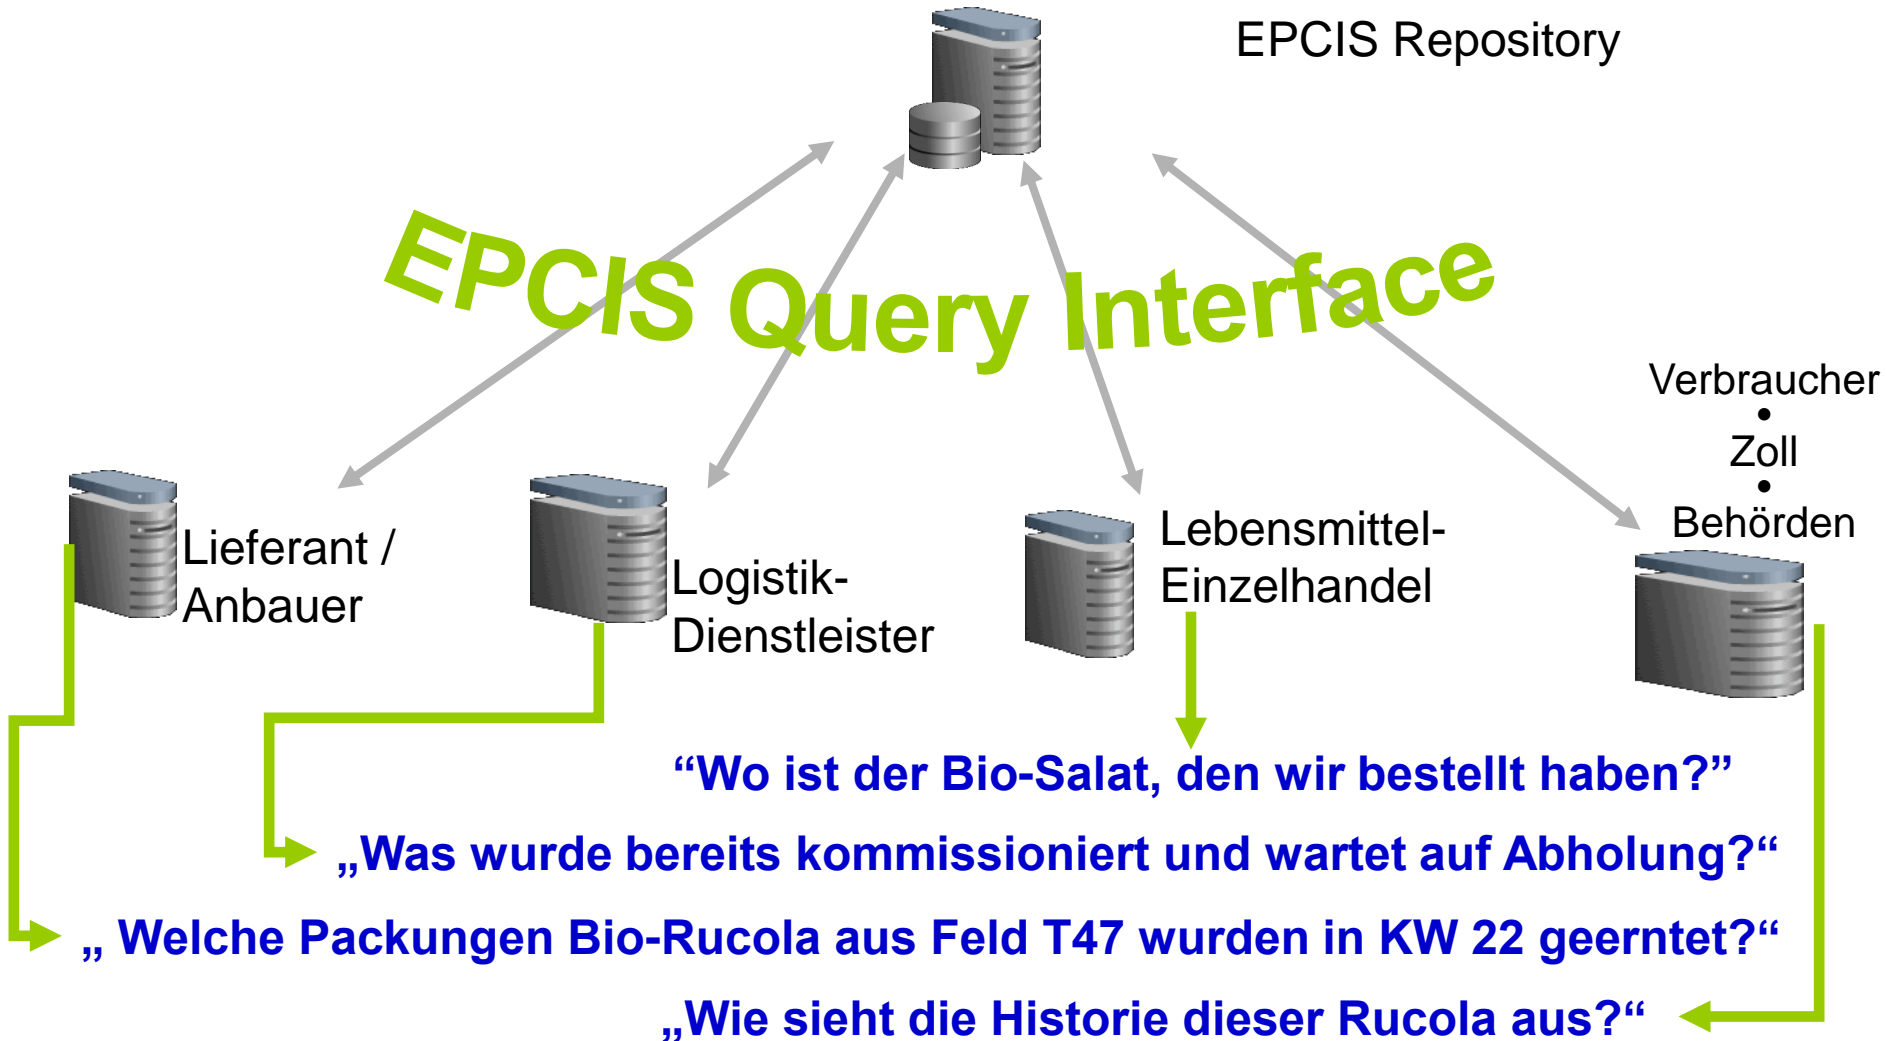 EPCIS Repository
EPCIS Query Interface
Verbraucher
•
Zoll
•
Behörden
Lieferant /
Anbauer
Logistik-
Dienstleister
Lebensmittel-
Einzelhandel
“Wo ist der Bio-Salat, den wir bestellt haben?”
„Was wurde bereits kommissioniert und wartet auf Abholung?“
„ Welche Packungen Bio-Rucola aus Feld T47 wurden in KW 22 geerntet?“
„Wie sieht die Historie dieser Rucola aus?“